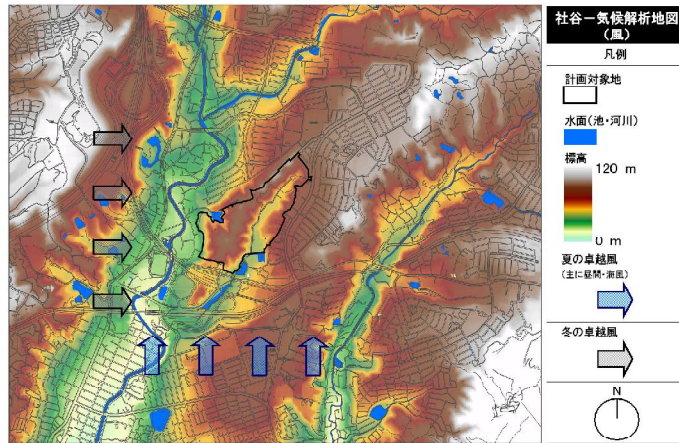 社谷－気候解析地図
(風)
凡例
計画対象地
水面(池・河川)
標高
120 m
0 m
夏の卓越風
(主に昼間・海風)
冬の卓越風
N